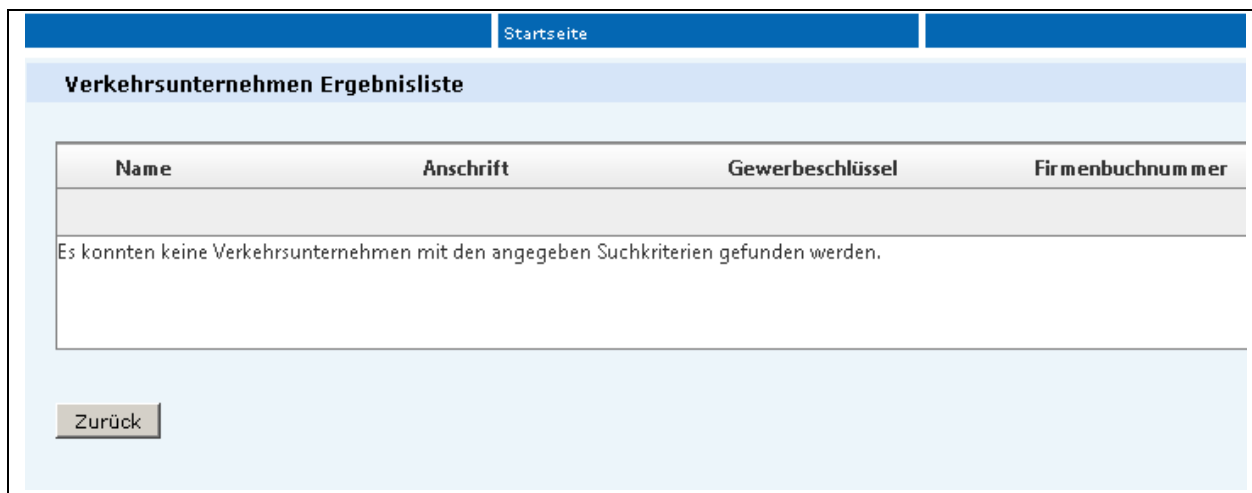 Startseite
Verkehrsunternehmen Ergebnisliste
Name Anschrift Gewerbeschlüssel Firmenbuchnummer
Es konnten keine Verkehrsunternehmen mit den angegeben Suchkriterien gefunden werden.
Zurück